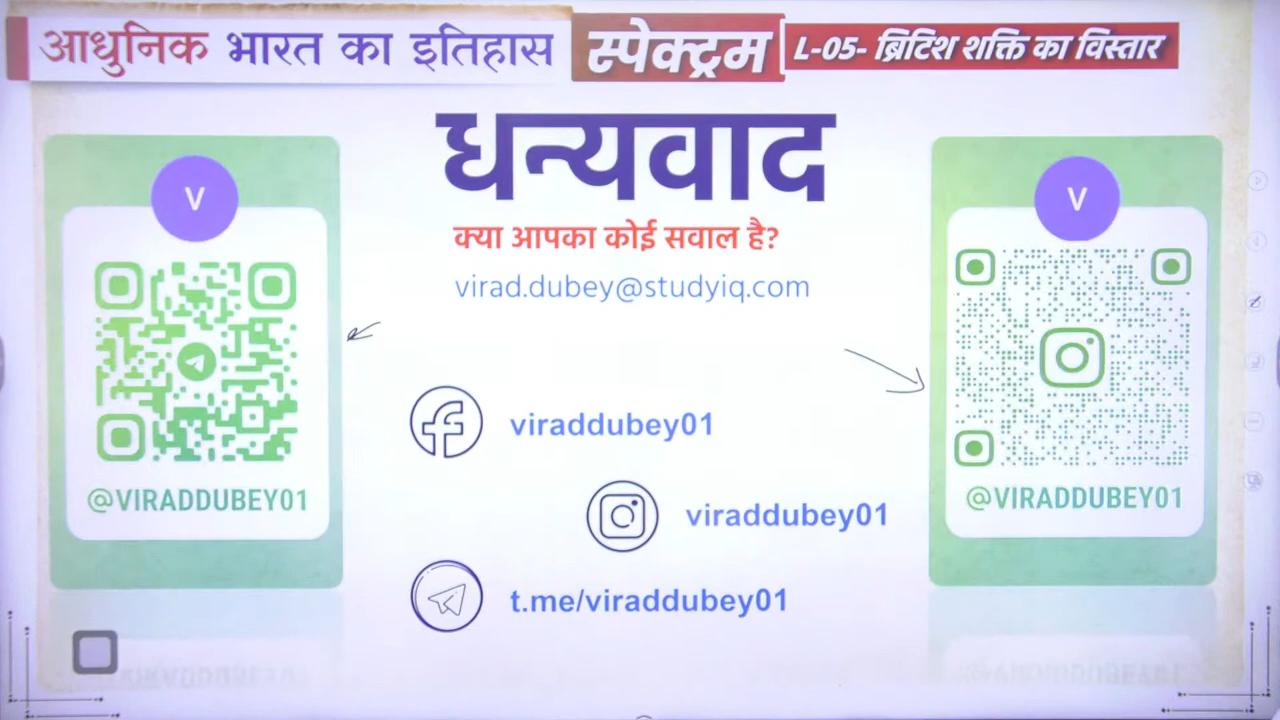 आधुनिक भारत का इतिहास स्पेक्ट्रम L-05- ब्रिटिश शक्ति का विस्तार
धन्यवाद
क्या आपका कोई सवाल है?
virad.dubey@studyiq.com
V
@VIRADDUBEY01
V
@VIRADDUBEY01
viraddubey01
viraddubey01
t.me/viraddubey01